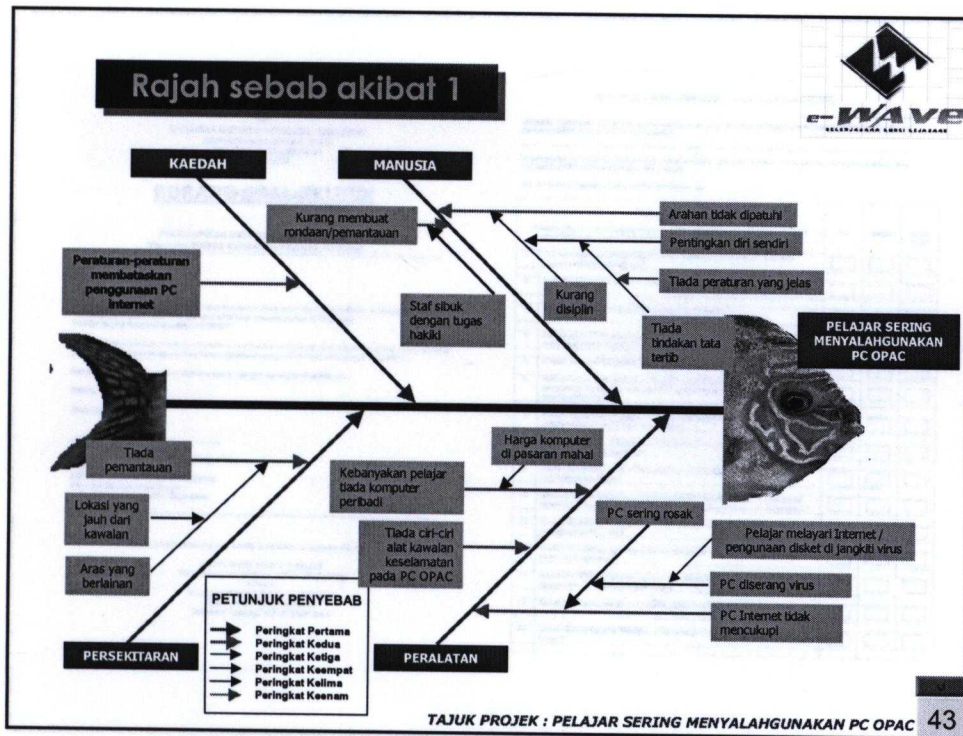 Rajah sebab akibat 1
e-WAve
KAEDAH
MANUSIA
Kurang membuat
rondaan/pemantauan
Arahan tidak dipatuhi
Pentingkan diri sendiri
Peraturan-peraturan
membataskan
penggunaan PC
internet
Tiada peraturan yang jelas
Staf sibuk
dengan tugas
hakiki
Kurang
disiplin
Tiada
tindakan tata
tertib
PELAJAR SERING
MENYALAHGUNAKAN
PC OPAC
Tiada
pemantauan
Harga komputer
di pasaran mahal
Kebanyakan pelajar
tiada komputer
peribadi
Lokasi yang
jauh dari
kawalan
PC sering rosak
Tiada ciri-ciri
alat kawalan
keselamatan
pada PC OPAC
Pelajar melayari Internet /
pengunaan disket di jangkiti virus
Aras yang
berlainan
PC diserang virus
PC Internet tidak
mencukupi
PETUNJUK PENYEBAB
Peringkat Pertama
Peringkat Kedua
Peringkat Ketiga
Peringkat Keempat
Peringkat Kelima
Peringkat Keenam
PERSEKITARAN
PERALATAN
TAJUK PROJEK : PELAJAR SERING MENYALAHGUNAKAN PC OPAC
43